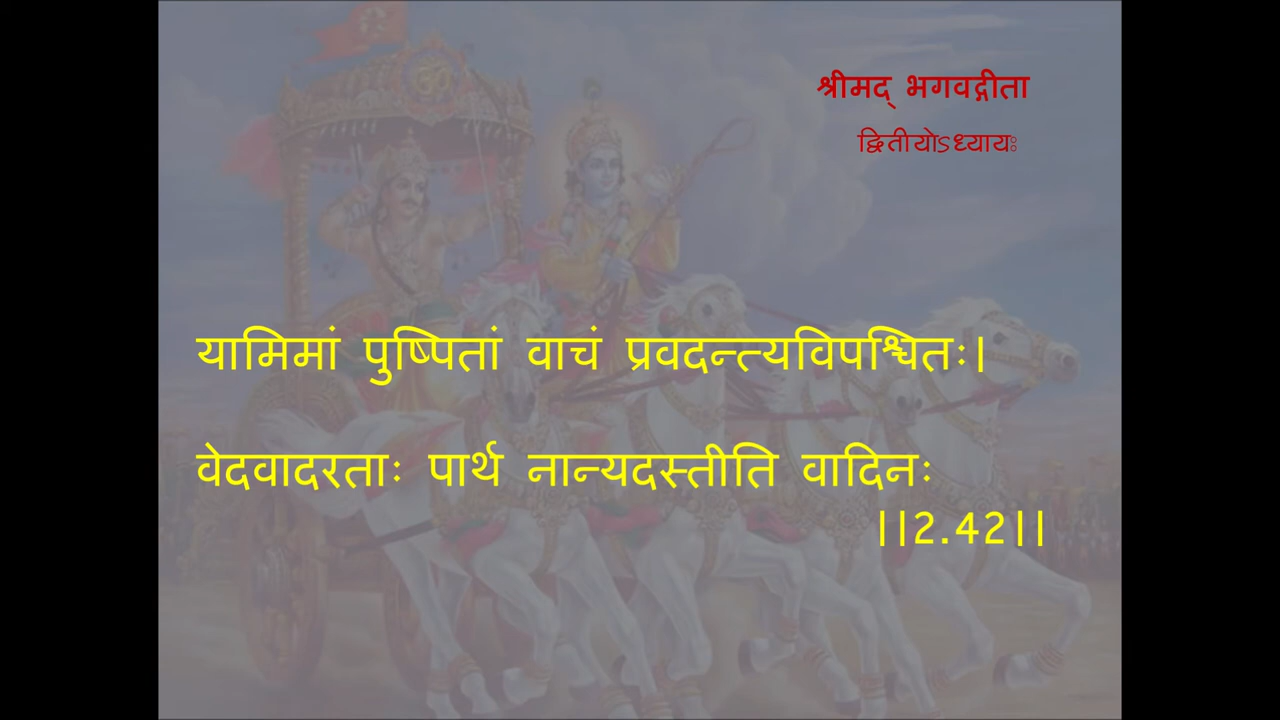 श्रीमद् भगवद्गीता
द्वितीयोऽध्यायः
यामिमां पुष्पितां वाचं प्रवदन्त्यविपश्चितः|
वेदवादरताः पार्थ नान्यदस्तीति वादिनः
||2.42||